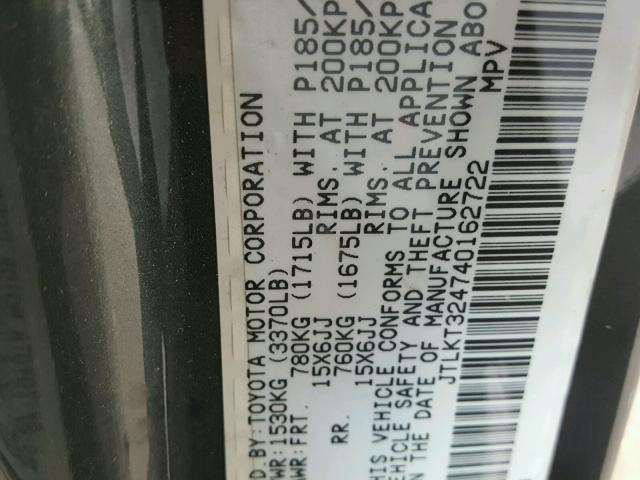 D.BY:TOYOTA MOTOR CORPORATION
WR:1530KG (3370LB)
AWR:FRT. 780KG (1715LB) WITH P185/
15X6JJ RIMS, AT 200KP
RR. 760KG (1675LB) WITH P185/
15X6JJ RIMS, AT 200KP
HIS VEHICLE CONFORMS TO ALL APPLICA
EHICLE SAFETY AND THEFT PREVENTION
N THE DATE OF MANUFACTURE SHOWN ABO
JTLKT324740162722 MPV